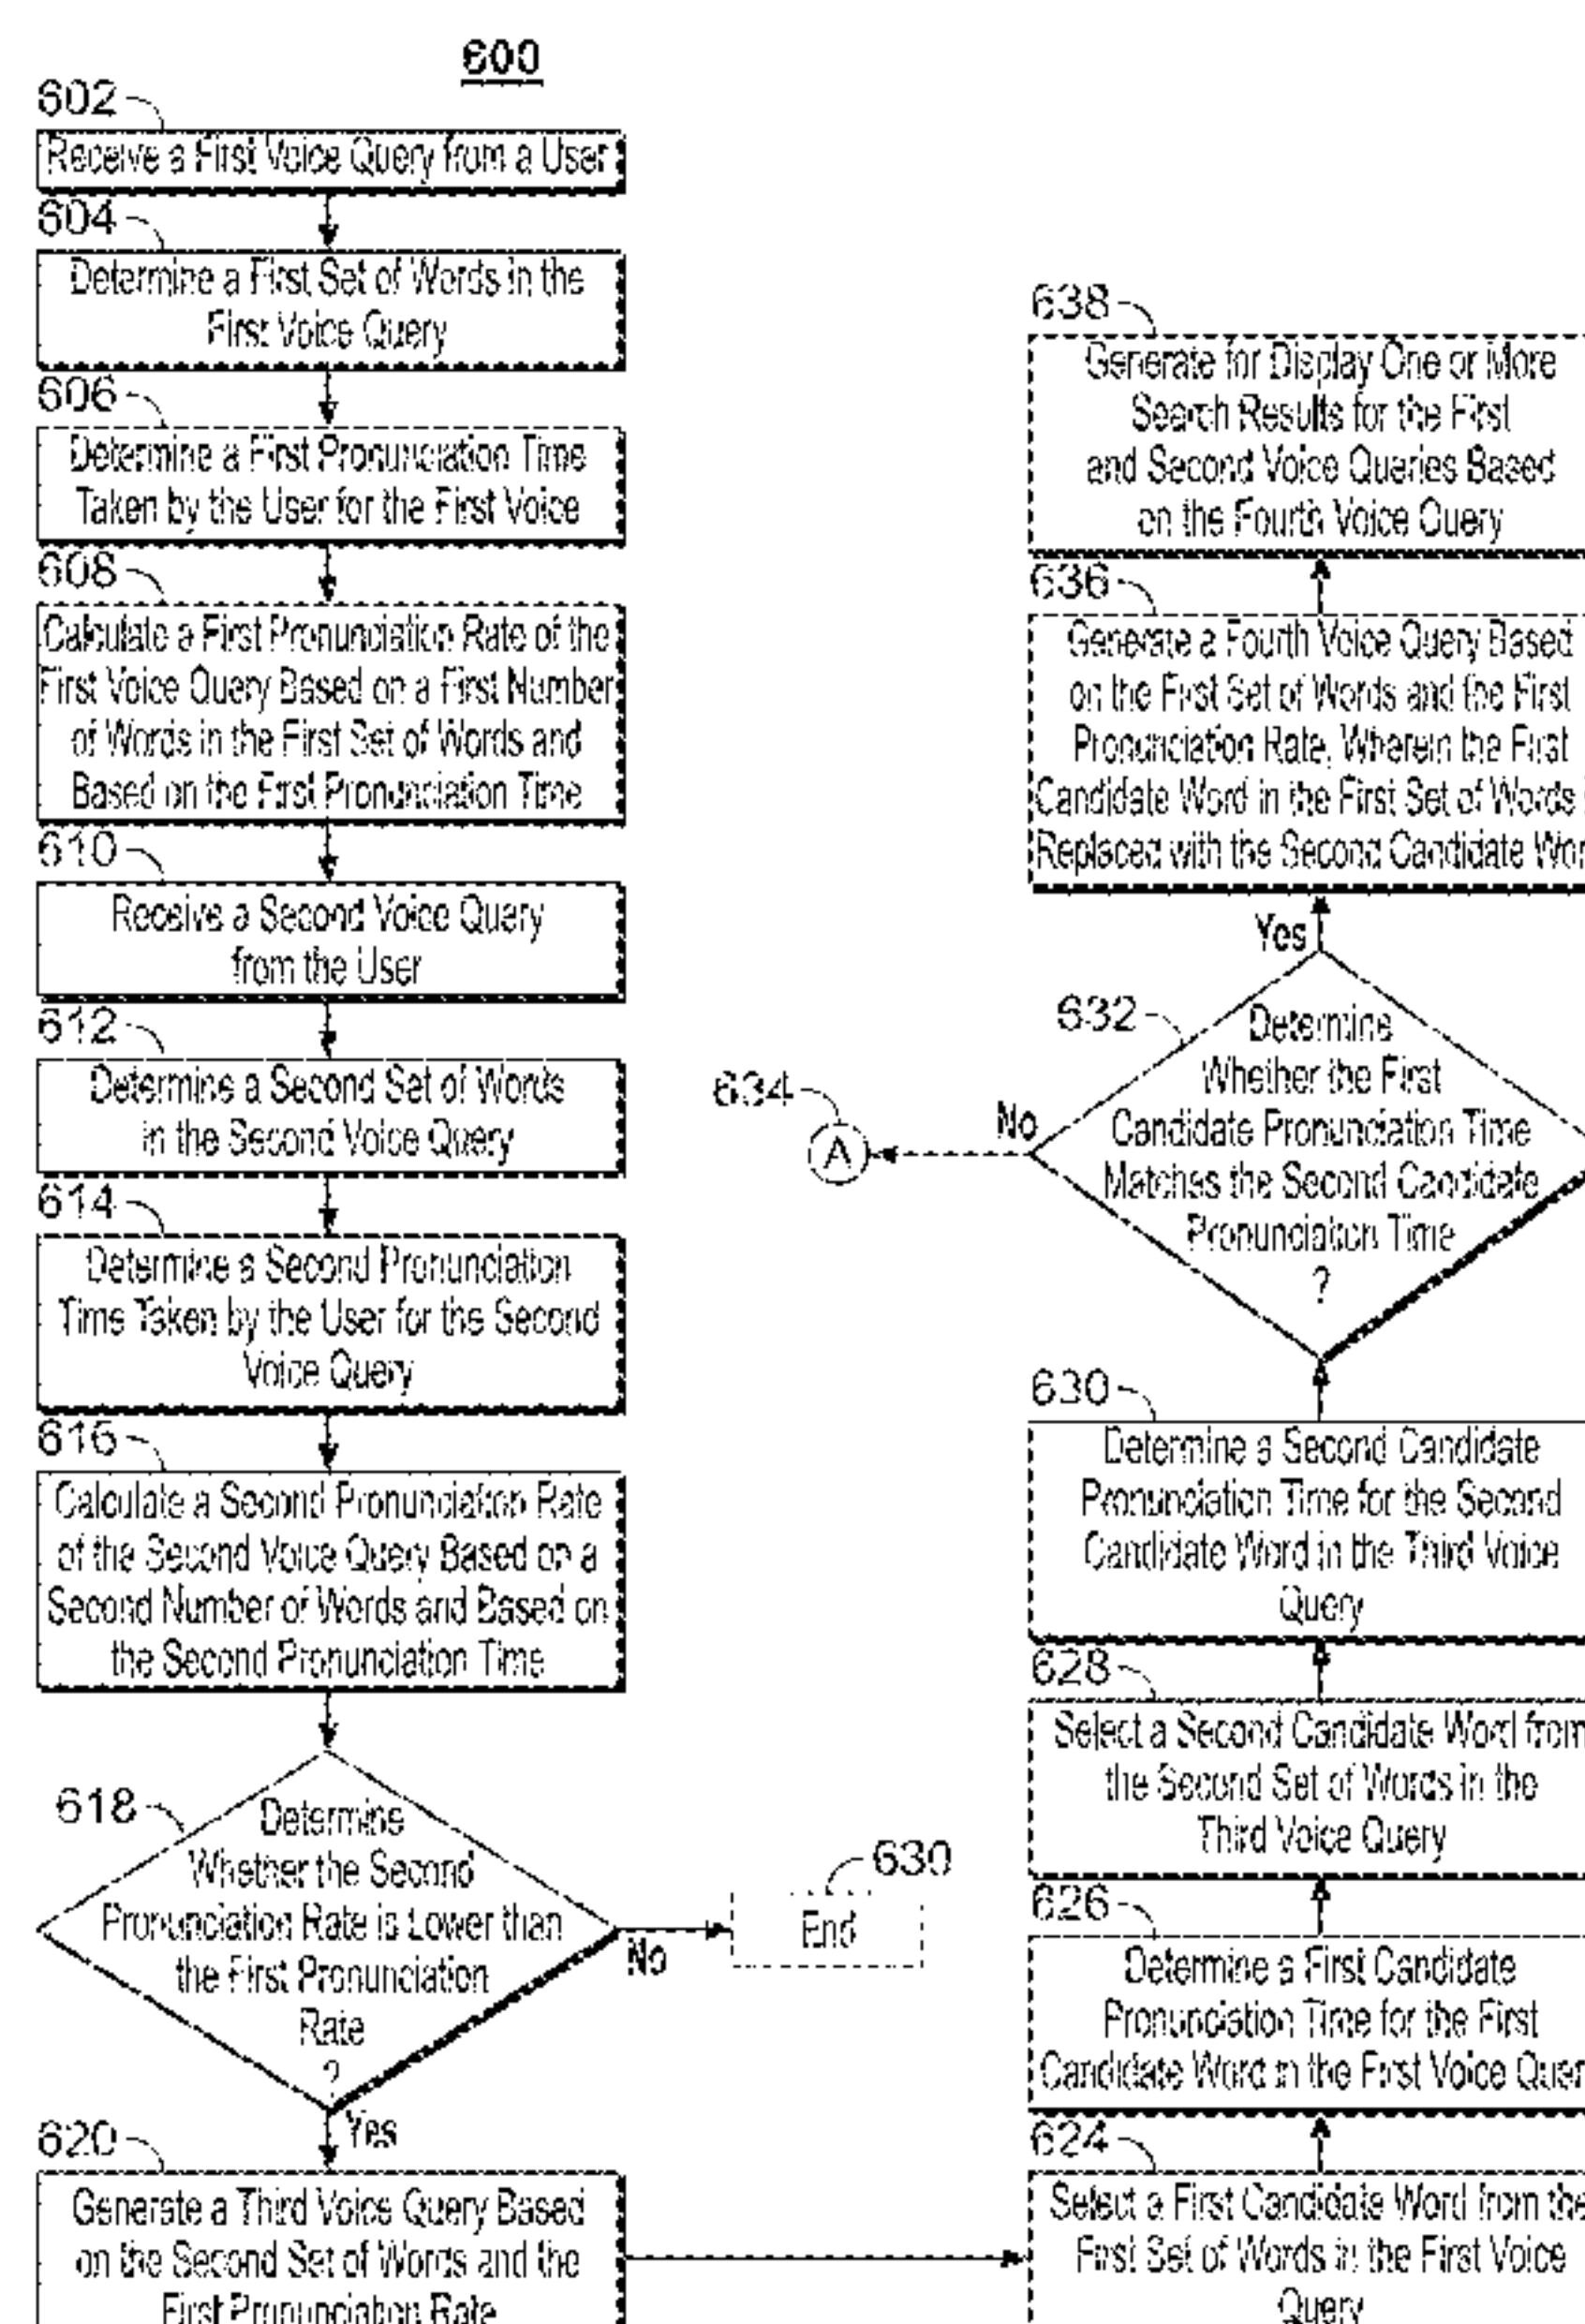 600
602
Receive a First Voice Query from a User
604
Determine a First Set of Words in the
First Voice Query
606
Determine a First Pronunciation Time
Taken by the User for the First Voice
608
Calculate a First Pronunciation Rate of the
First Voice Query Based on a First Number
of Words in the First Set of Words and
Based on the First Pronunciation Time
610
Receive a Second Voice Query
from the User
612
Determine a Second Set of Words
in the Second Voice Query
614
Determine a Second Pronunciation
Time Taken by the User for the Second
Voice Query
616
Calculate a Second Pronunciation Rate
of the Second Voice Query Based on a
Second Number of Words and Based on
the Second Pronunciation Time
618
Determine
Whether the Second
Pronunciation Rate is Lower than
the First Pronunciation
Rate
?
No
630
End
Yes
620
Generate a Third Voice Query Based
on the Second Set of Words and the
First Pronunciation Rate
638
Generate for Display One or More
Search Results for the First
and Second Voice Queries Based
on the Fourth Voice Query
636
Generate a Fourth Voice Query Based
on the First Set of Words and the First
Pronunciation Rate, Wherein the First
Candidate Word in the First Set of Words
Replaced with the Second Candidate
Yes
632
Determine
Whether the First
Candidate Pronunciation Time
Matches the Second Candidate
Pronunciation Time
?
No
634
A
630
Determine a Second Candidate
Pronunciation Time for the Second
Candidate Word in the Third Voice
Query
628
Select a Second Candidate Word from
the Second Set of Words in the
Third Voice Query
626
Determine a First Candidate
Pronunciation Time for the First
Candidate Word in the First Voice
624
Select a First Candidate Word from the
First Set of Words in the First Voice
Query